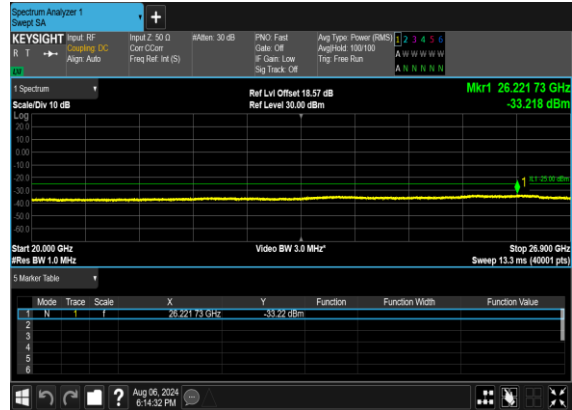 Spectrum Analyzer 1
Swept SA
+
KEYSIGHT Input: RF Input Z: 50 Ω #Atten: 30 dB PNO: Fast Avg Type: Power (RMS) 1 2 3 4 5 6
R T Coupling: DC Corr CCorr Gate: Off Avg|Hold: 100/100 A W W W W W
Align: Auto Freq Ref: Int (S) IF Gain: Low Trig: Free Run
Sig Track: Off A N N N N N
1 Spectrum Ref Lvl Offset 18.57 dB Mkr1 26.221 73 GHz
Scale/Div 10 dB Ref Level 30.00 dBm -33.218 dBm
Log
20.0
10.0
0.00
-10.0
-20.0
-30.0
-40.0
-50.0
-60.0
1
Start 20.000 GHz Video BW 3.0 MHz* Stop 26.900 GHz
#Res BW 1.0 MHz Sweep 13.3 ms (40001 pts)
5 Marker Table
Mode Trace Scale X Y Function Function Width Function Value
1 N 1 f 26.221 73 GHz -33.22 dBm
2
3
4
5
6
? Aug 06, 2024
6:14:32 PM